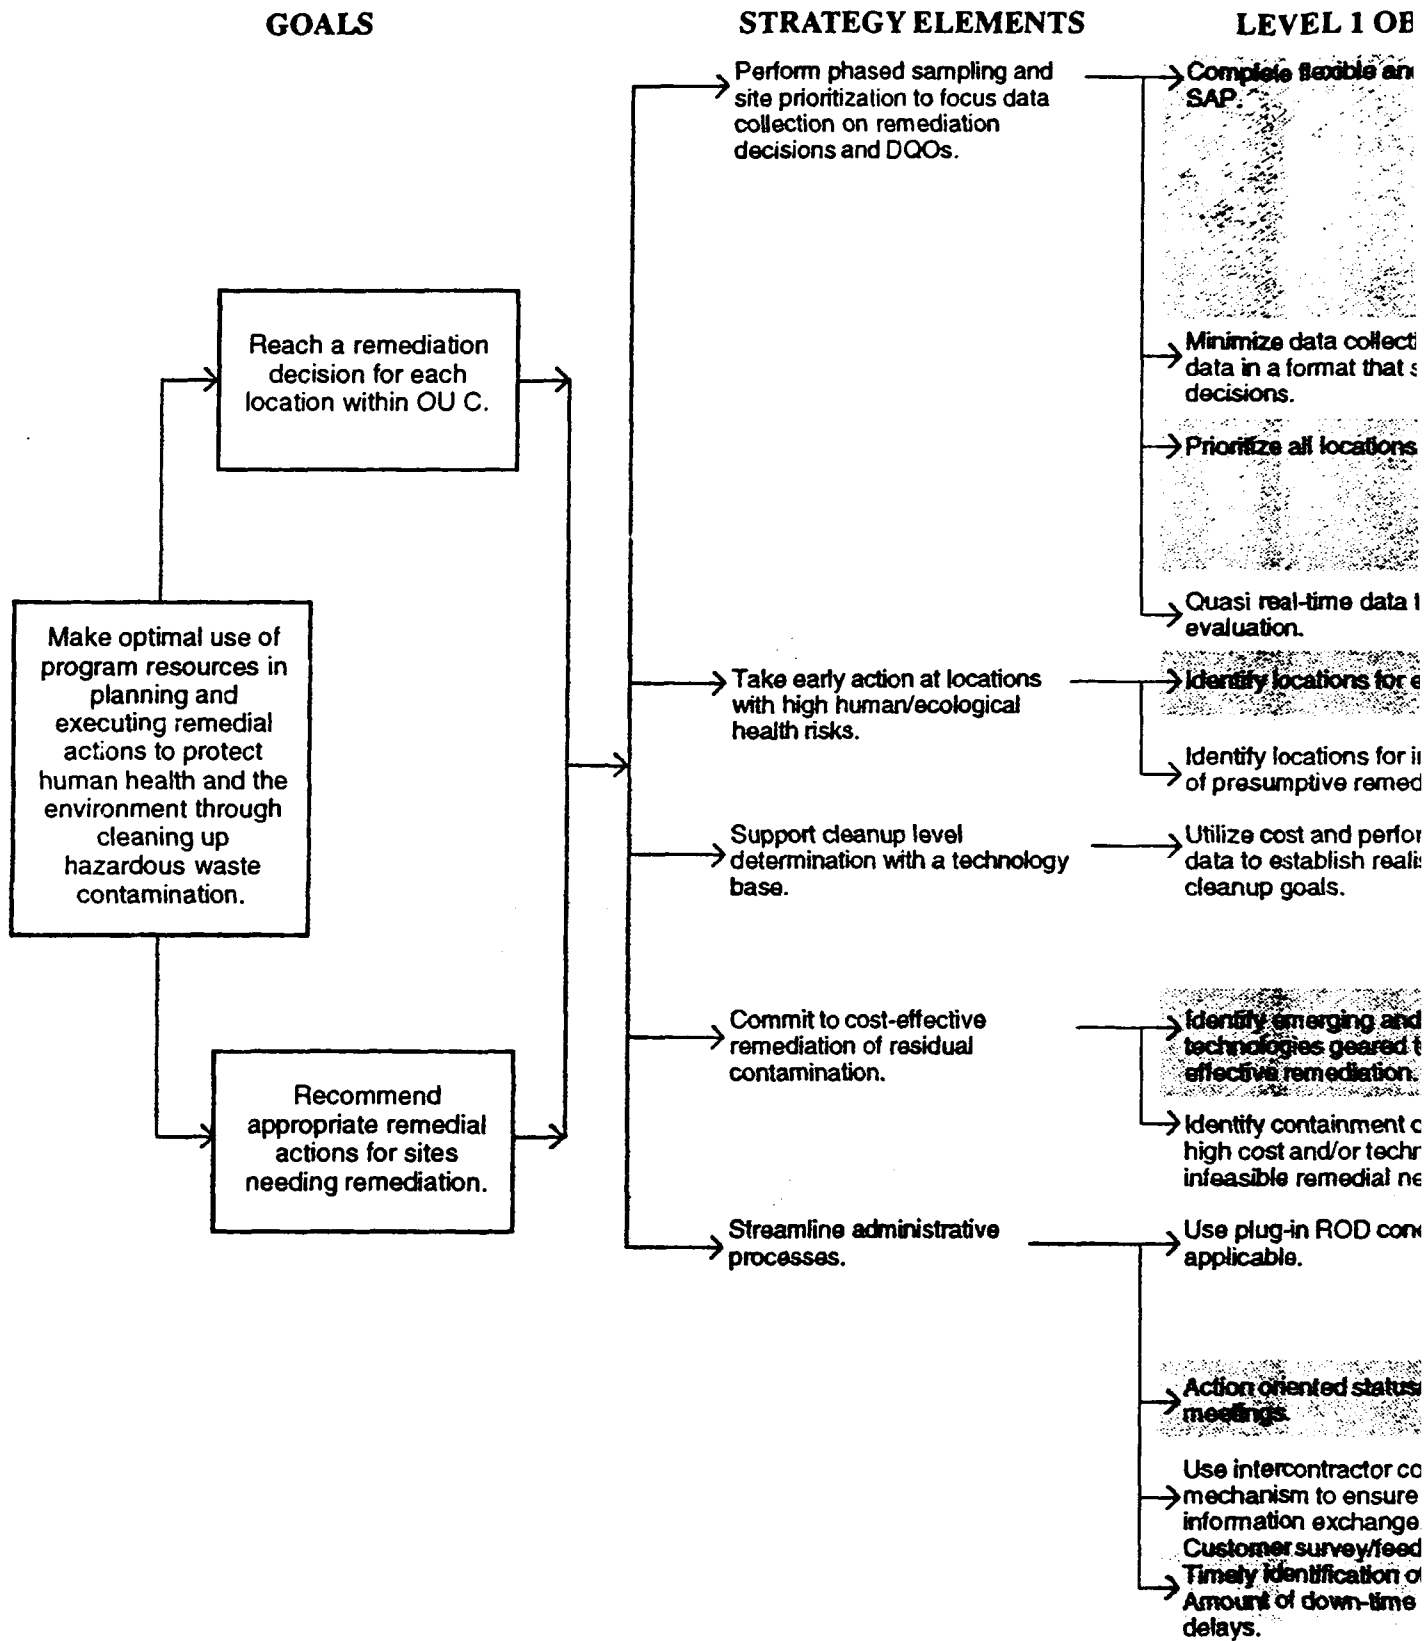 GOALS
STRATEGY ELEMENTS
LEVEL 1 OB
Make optimal use of
program resources in
planning and
executing remedial
actions to protect
human health and the
environment through
cleaning up
hazardous waste
contamination.
Reach a remediation
decision for each
location within OU C.
Recommend
appropriate remedial
actions for sites
needing remediation.
Perform phased sampling and
site prioritization to focus data
collection on remediation
decisions and DQOs.
Take early action at locations
with high human/ecological
health risks.
Support cleanup level
determination with a technology
base.
Commit to cost-effective
remediation of residual
contamination.
Streamline administrative
processes.
Complete flexible and
SAP.
Minimize data collecti
data in a format that s
decisions.
Prioritize all locations
Quasi real-time data
evaluation.
Identify locations for e
Identify locations for
of presumptive remed
Utilize cost and perfor
data to establish realis
cleanup goals.
Identify emerging and
technologies geared t
effective remediation.
Identify containment
high cost and/or techn
infeasible remedial ne
Use plug-in ROD conc
applicable.
Action oriented status
meetings.
Use intercontractor co
mechanism to ensure
information exchange
Customer survey/feed
Timely identification of
Amount of down-time
delays.